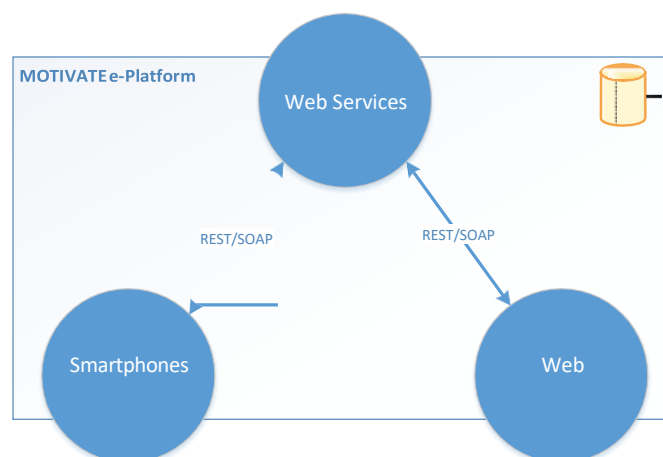 MOTIVATE e-Platform
Web Services
REST/SOAP
REST/SOAP
Smartphones
Web